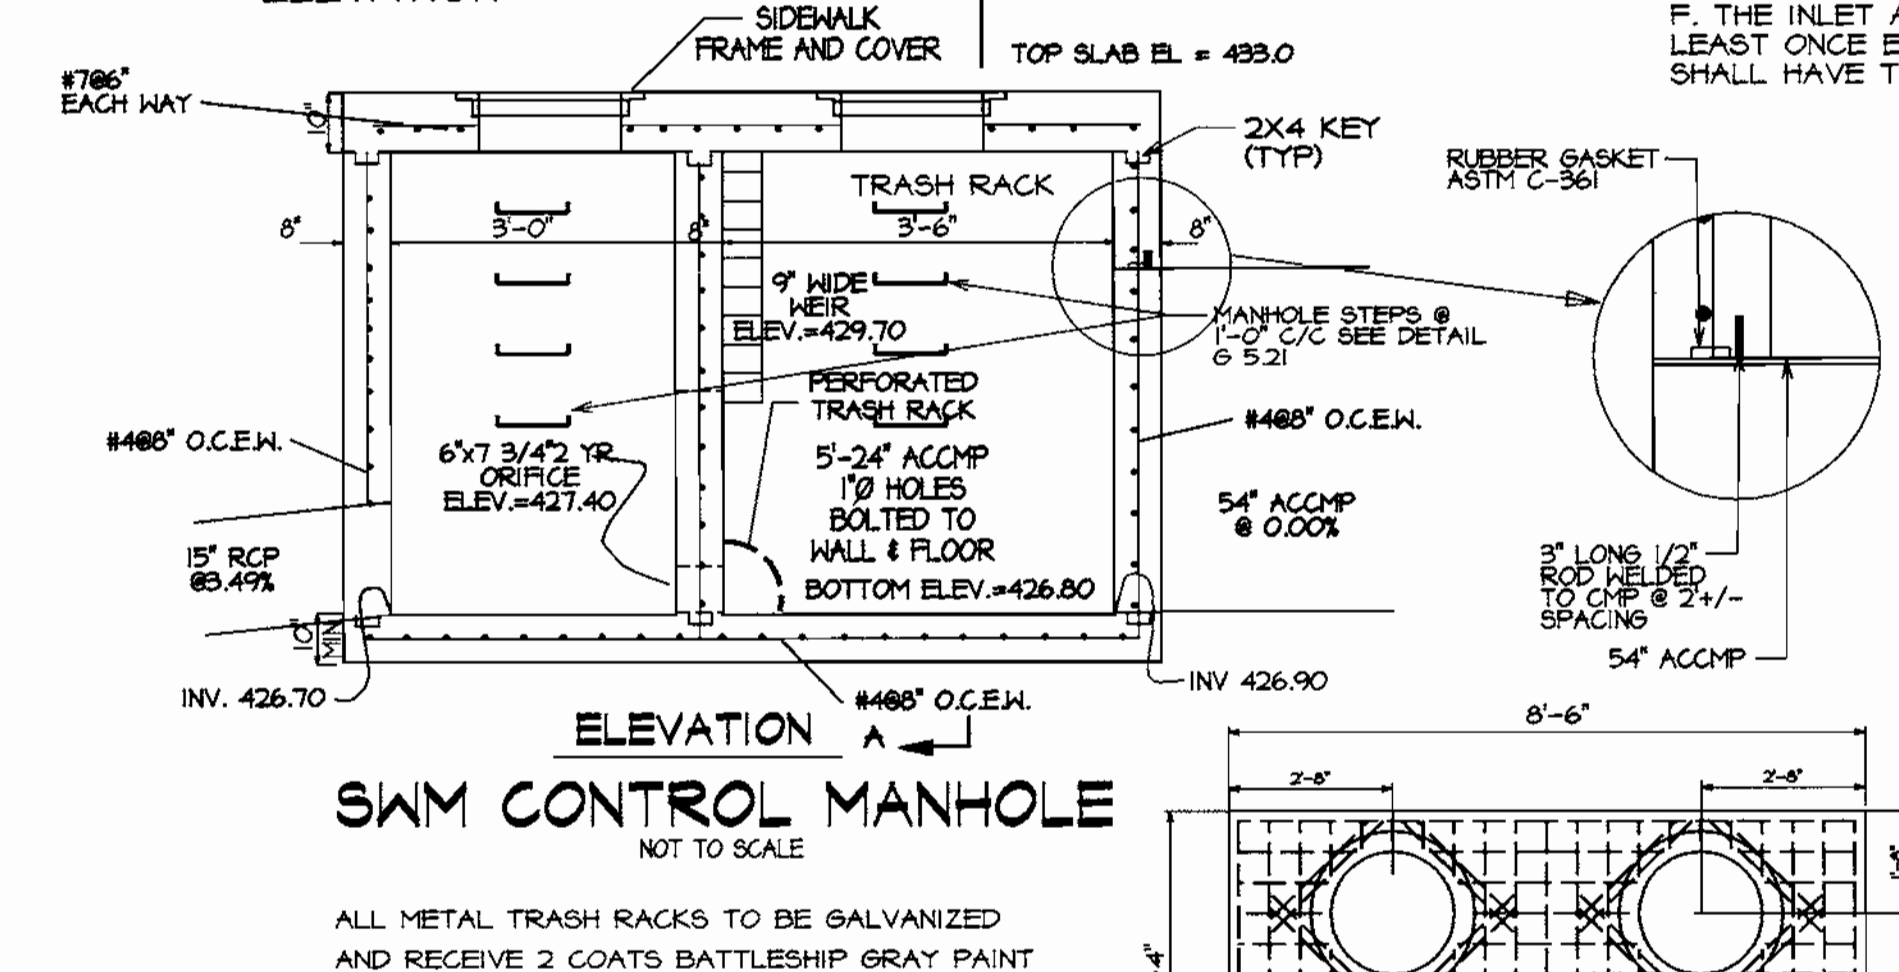 SIDEWALK
FRAME AND COVER
TOP SLAB EL = 433.0
F. THE INLET
LEAST ONCE
SHALL HAVE
#7@6"
EACH WAY
10"
2X4 KEY
(TYP)
RUBBER GASKET
ASTM C-361
TRASH RACK
8"
3'-0"
8"
3'-6"
8"
9" WIDE
WEIR
ELEV.=429.70
MANHOLE STEPS @
1'-0" C/C SEE DETAIL
G 5.21
PERFORATED
TRASH RACK
#4@8" O.C.E.W.
#4@8" O.C.E.W.
6"x7 3/4" 2 YR
ORIFICE
ELEV.=427.40
5'-24" ACCMP
1"Ø HOLES
BOLTED TO
WALL & FLOOR
BOTTOM ELEV.=426.80
54" ACCMP
@ 0.00%
15" RCP
@3.49%
3" LONG 1/2"
ROD WELDED
TO CMP @ 2'+/-
SPACING
54" ACCMP
10"
MIN
INV. 426.70
INV 426.90
#4@8" O.C.E.W.
ELEVATION
A
SWM CONTROL MANHOLE
NOT TO SCALE
8'-6"
2'-8"
2'-8"
ALL METAL TRASH RACKS TO BE GALVANIZED
AND RECEIVE 2 COATS BATTLESHIP GRAY PAINT